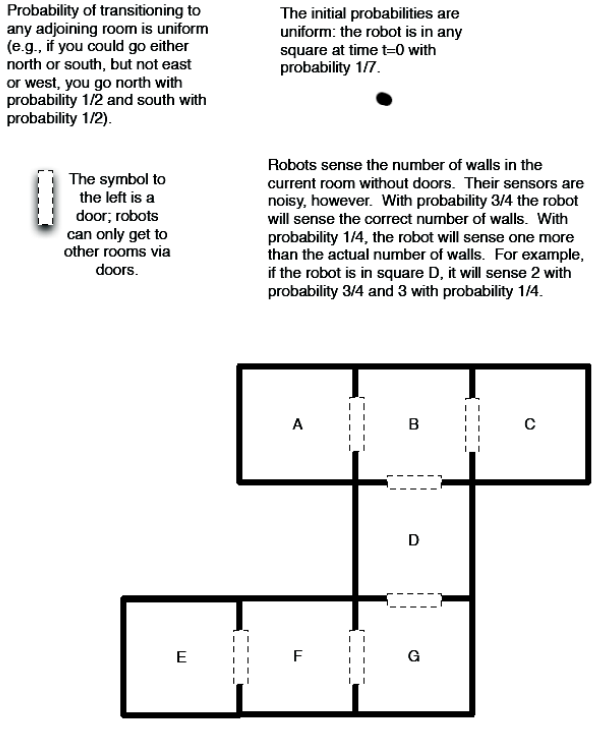 Probability of transitioning to
any adjoining room is uniform
(e.g., if you could go either
north or south, but not east
or west, you go north with
probability 1/2 and south with
probability 1/2).
The initial probabilities are
uniform: the robot is in any
square at time t=0 with
probability 1/7.
The symbol to
the left is a
door; robots
can only get to
other rooms via
doors.
Robots sense the number of walls in the
current room without doors. Their sensors are
noisy, however. With probability 3/4 the robot
will sense the correct number of walls. With
probability 1/4, the robot will sense one more
than the actual number of walls. For example,
if the robot is in square D, it will sense 2 with
probability 3/4 and 3 with probability 1/4.
A B C
D
E F G